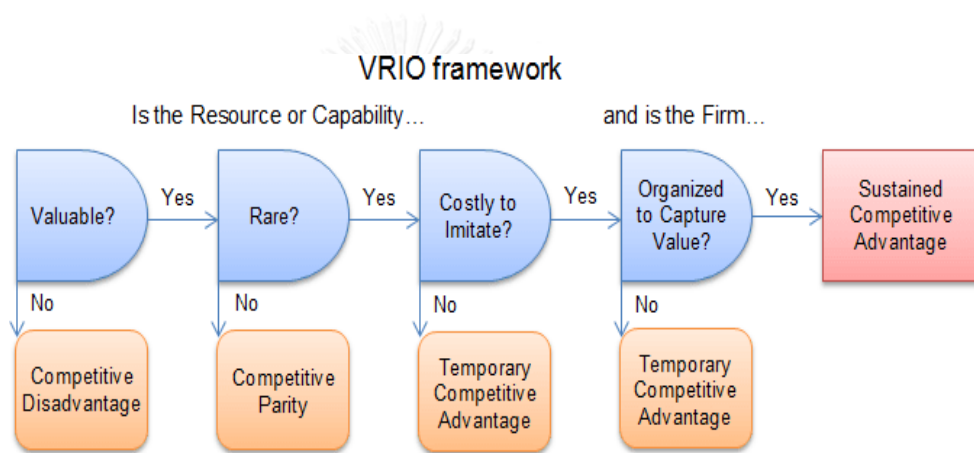 VRIO framework
Is the Resource or Capability...
and is the Firm...
Valuable?
Yes
Rare?
Yes
Costly to
Imitate?
Yes
Organized
to Capture
Value?
Yes
Sustained
Competitive
Advantage
No
No
No
No
Competitive
Disadvantage
Competitive
Parity
Temporary
Competitive
Advantage
Temporary
Competitive
Advantage